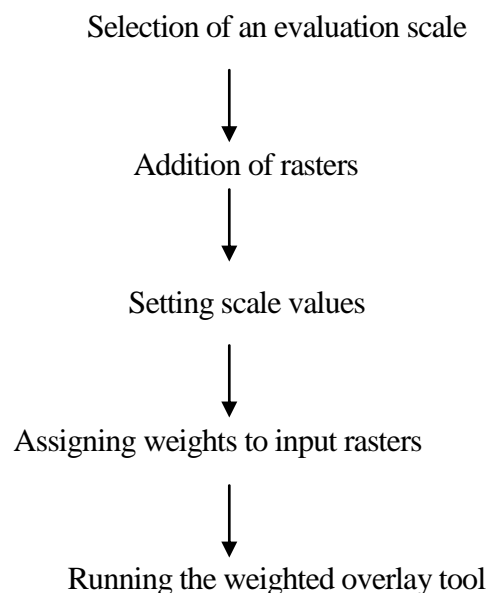 Selection of an evaluation scale
Addition of rasters
Setting scale values
Assigning weights to input rasters
Running the weighted overlay tool